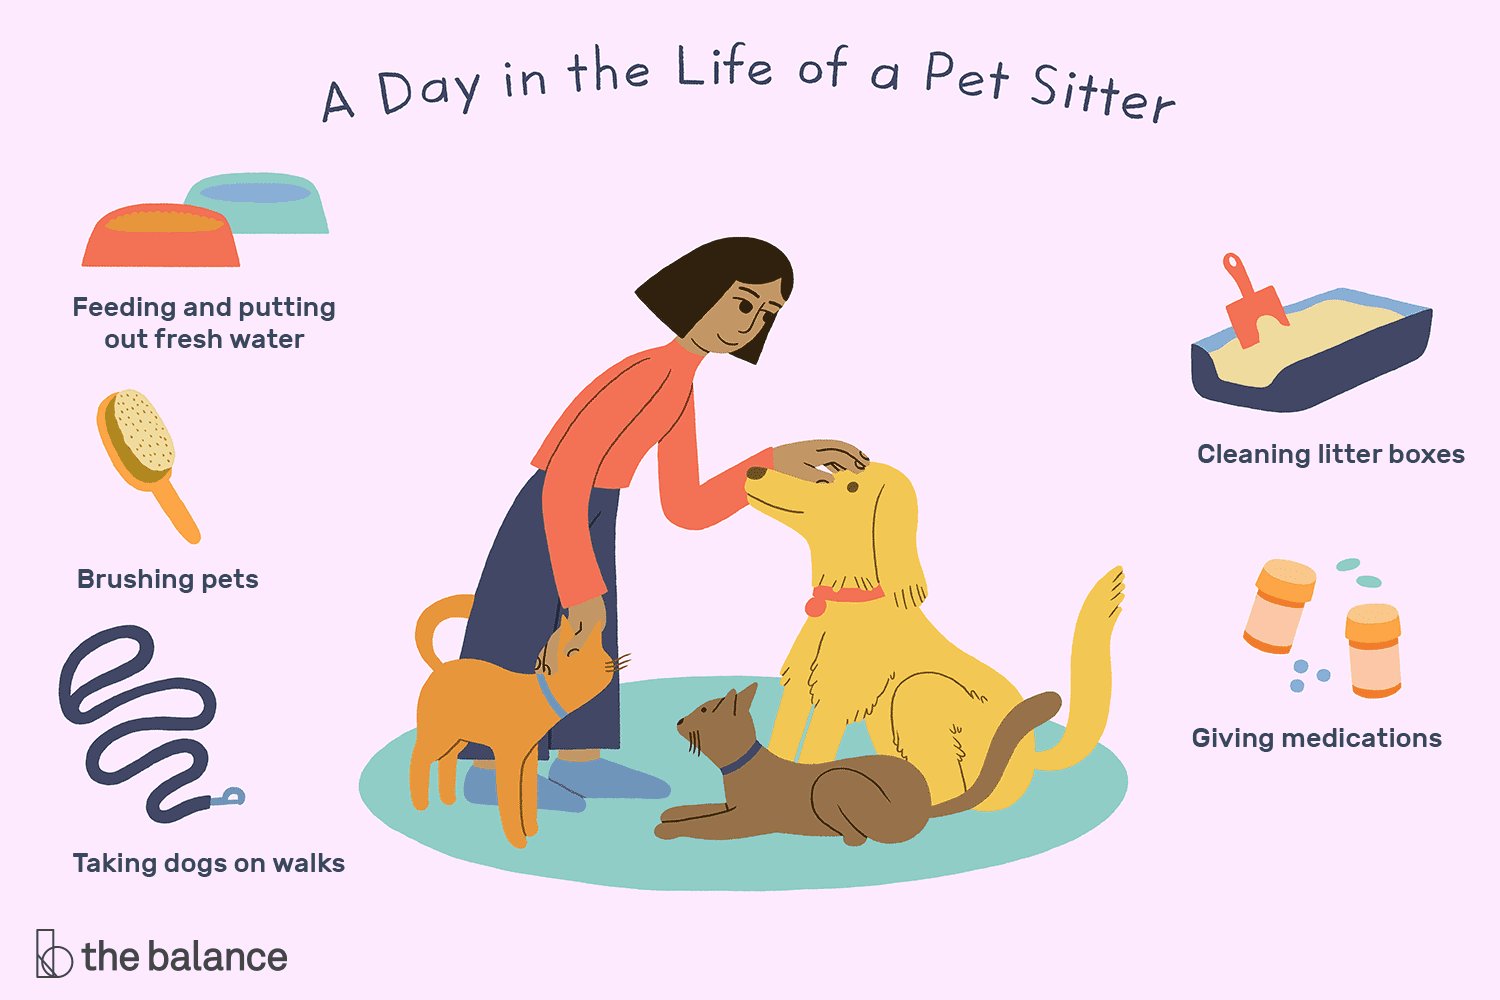 A Day in the Life of a Pet Sitter
Feeding and putting
out fresh water
Brushing pets
Taking dogs on walks
Cleaning litter boxes
Giving medications
the balance